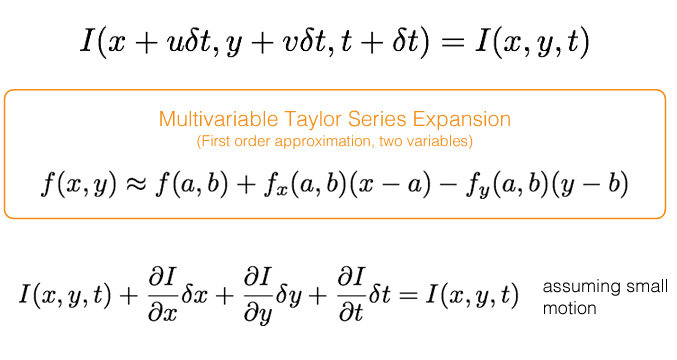 I(x + uδt, y + vδt, t + δt) = I(x, y, t)
Multivariable Taylor Series Expansion
(First order approximation, two variables)
f(x, y) ≈ f(a, b) + fₓ(a, b)(x − a) − f_y(a, b)(y − b)
I(x, y, t) + ∂I/∂x δx + ∂I/∂y δy + ∂I/∂t δt = I(x, y, t)
assuming small
motion